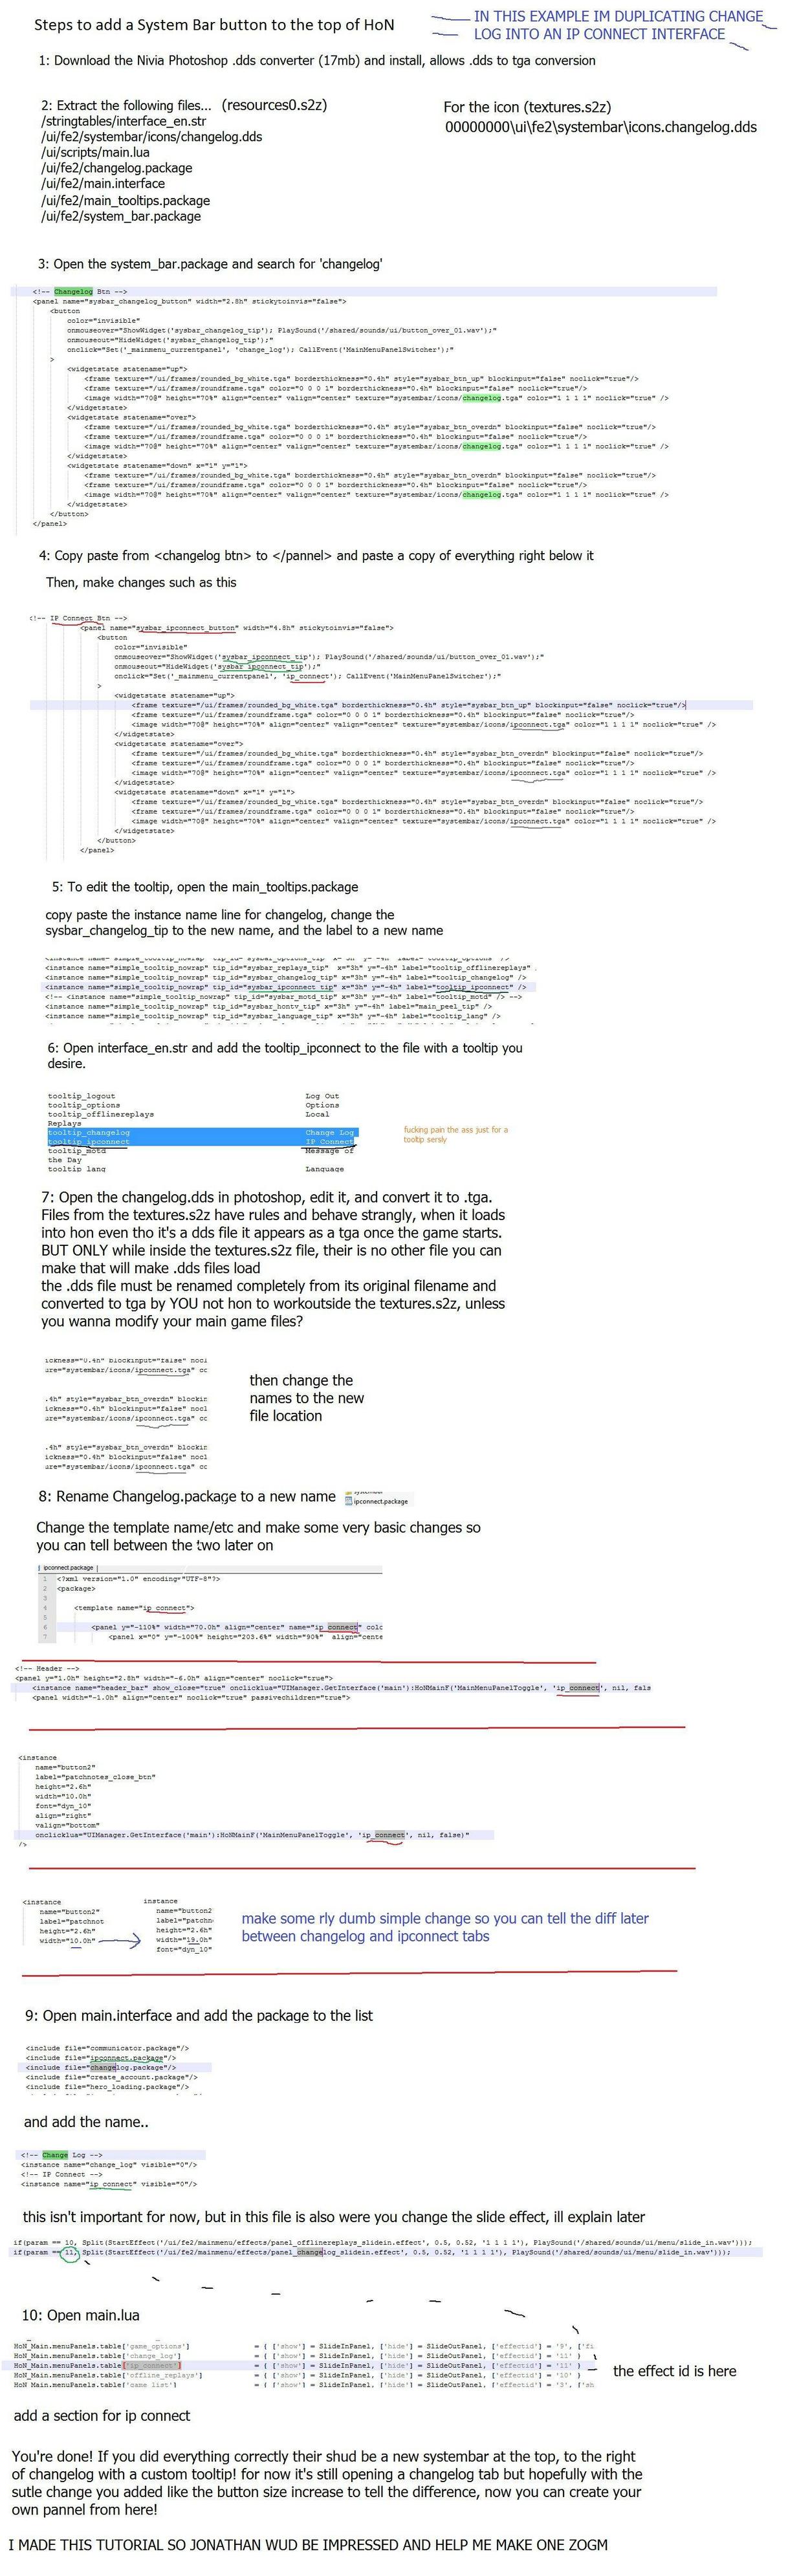 Steps to add a System Bar button to the top of HoN
IN THIS EXAMPLE IM DUPLICATING CHANGE
LOG INTO AN IP CONNECT INTERFACE
1: Download the Nivia Photoshop .dds converter (17mb) and install, allows .dds to tga conversion
2: Extract the following files... (resources0.s2z)
/stringtables/interface_en.str
/ui/fe2/systembar/icons/changelog.dds
/ui/scripts/main.lua
/ui/fe2/changelog.package
/ui/fe2/main.interface
/ui/fe2/main_tooltips.package
/ui/fe2/system_bar.package
For the icon (textures.s2z)
00000000\ui\fe2\systembar\icons.changelog.dds
3: Open the system_bar.package and search for 'changelog'
<!-- Changelog Btn -->
<panel name="sysbar_changelog_button" width="2.8h" stickytoinvis="false">
<button
color="invisible"
onmouseover="ShowWidget('sysbar_changelog_tip'); PlaySound('/shared/sounds/ui/button_over_01.wav');"
onmouseout="HideWidget('sysbar_changelog_tip');"
onclick="Set('_mainmenu_currentpanel', 'change_log'); CallEvent('MainMenuPanelSwitcher');"
>
<widgetstate statename="up">
<frame texture="/ui/frames/rounded_bg_white.tga" borderthickness="0.4h" style="sysbar_btn_up" blockinput="false" noclick="true"/>
<frame texture="/ui/frames/roundframe.tga" color="0 0 0 1" borderthickness="0.4h" blockinput="false" noclick="true"/>
<image width="70@" height="70%" align="center" valign="center" texture="systembar/icons/changelog.tga" color="1 1 1 1" noclick="true" />
</widgetstate>
<widgetstate statename="over">
<frame texture="/ui/frames/rounded_bg_white.tga" borderthickness="0.4h" style="sysbar_btn_overdn" blockinput="false" noclick="true"/>
<frame texture="/ui/frames/roundframe.tga" color="0 0 0 1" borderthickness="0.4h" blockinput="false" noclick="true"/>
<image width="70@" height="70%" align="center" valign="center" texture="systembar/icons/changelog.tga" color="1 1 1 1" noclick="true" />
</widgetstate>
<widgetstate statename="down" x="1" y="1">
<frame texture="/ui/frames/rounded_bg_white.tga" borderthickness="0.4h" style="sysbar_btn_overdn" blockinput="false" noclick="true"/>
<frame texture="/ui/frames/roundframe.tga" color="0 0 0 1" borderthickness="0.4h" blockinput="false" noclick="true"/>
<image width="70@" height="70%" align="center" valign="center" texture="systembar/icons/changelog.tga" color="1 1 1 1" noclick="true" />
</widgetstate>
</button>
</panel>
4: Copy paste from <changelog btn> to </pannel> and paste a copy of everything right below it
Then, make changes such as this
<!-- IP Connect Btn -->
<panel name="sysbar_ipconnect_button" width="4.8h" stickytoinvis="false">
<button
color="invisible"
onmouseover="ShowWidget('sysbar_ipconnect_tip'); PlaySound('/shared/sounds/ui/button_over_01.wav');"
onmouseout="HideWidget('sysbar_ipconnect_tip');"
onclick="Set('_mainmenu_currentpanel', 'ip_connect'); CallEvent('MainMenuPanelSwitcher');"
>
<widgetstate statename="up">
<frame texture="/ui/frames/rounded_bg_white.tga" borderthickness="0.4h" style="sysbar_btn_up" blockinput="false" noclick="true"/>
<frame texture="/ui/frames/roundframe.tga" color="0 0 0 1" borderthickness="0.4h" blockinput="false" noclick="true"/>
<image width="70@" height="70%" align="center" valign="center" texture="systembar/icons/ipconnect.tga" color="1 1 1 1" noclick="true" />
</widgetstate>
<widgetstate statename="over">
<frame texture="/ui/frames/rounded_bg_white.tga" borderthickness="0.4h" style="sysbar_btn_overdn" blockinput="false" noclick="true"/>
<frame texture="/ui/frames/roundframe.tga" color="0 0 0 1" borderthickness="0.4h" blockinput="false" noclick="true"/>
<image width="70@" height="70%" align="center" valign="center" texture="systembar/icons/ipconnect.tga" color="1 1 1 1" noclick="true" />
</widgetstate>
<widgetstate statename="down" x="1" y="1">
<frame texture="/ui/frames/rounded_bg_white.tga" borderthickness="0.4h" style="sysbar_btn_overdn" blockinput="false" noclick="true"/>
<frame texture="/ui/frames/roundframe.tga" color="0 0 0 1" borderthickness="0.4h" blockinput="false" noclick="true"/>
<image width="70@" height="70%" align="center" valign="center" texture="systembar/icons/ipconnect.tga" color="1 1 1 1" noclick="true" />
</widgetstate>
</button>
</panel>
5: To edit the tooltip, open the main_tooltips.package
copy paste the instance name line for changelog, change the
sysbar_changelog_tip to the new name, and the label to a new name
<instance name="simple_tooltip_nowrap" tip_id="sysbar_options_tip" x="3h" y="-4h" label="tooltip_options" />
<instance name="simple_tooltip_nowrap" tip_id="sysbar_replays_tip" x="3h" y="-4h" label="tooltip_offlinereplays"
<instance name="simple_tooltip_nowrap" tip_id="sysbar_changelog_tip" x="3h" y="-4h" label="tooltip_changelog" />
<instance name="simple_tooltip_nowrap" tip_id="sysbar_ipconnect_tip" x="3h" y="-4h" label="tooltip_ipconnect" />
<!-- <instance name="simple_tooltip_nowrap" tip_id="sysbar_motd_tip" x="3h" y="-4h" label="tooltip_motd" /> -->
<instance name="simple_tooltip_nowrap" tip_id="sysbar_hontv_tip" x="3h" y="-4h" label="main_peel_tip" />
<instance name="simple_tooltip_nowrap" tip_id="sysbar_language_tip" x="3h" y="-4h" label="tooltip_lang" />
6: Open interface_en.str and add the tooltip_ipconnect to the file with a tooltip you
desire.
tooltip_logout Log Out
tooltip_options Options
tooltip_offlinereplays Local
Replays
tooltip_changelog Change Log
tooltip_ipconnect IP Connect
tooltip_motd Message of
the Day
tooltip_lang Language
fucking pain the ass just for a
tooltip sersly
7: Open the changelog.dds in photoshop, edit it, and convert it to .tga.
Files from the textures.s2z have rules and behave strangly, when it loads
into hon even tho it's a dds file it appears as a tga once the game starts.
BUT ONLY while inside the textures.s2z file, their is no other file you can
make that will make .dds files load
the .dds file must be renamed completely from its original filename and
converted to tga by YOU not hon to workoutside the textures.s2z, unless
you wanna modify your main game files?
ickness="0.4h" blockinput="false" nocl
ure="systembar/icons/ipconnect.tga" cc
.4h" style="sysbar_btn_overdn" blockin
ickness="0.4h" blockinput="false" nocl
ure="systembar/icons/ipconnect.tga" cc
.4h" style="sysbar_btn_overdn" blockin
ickness="0.4h" blockinput="false" nocl
ure="systembar/icons/ipconnect.tga" cc
then change the
names to the new
file location
8: Rename Changelog.package to a new name
ipconnect.package
Change the template name/etc and make some very basic changes so
you can tell between the two later on
ipconnect.package
1 <?xml version="1.0" encoding="UTF-8"?>
2 <package>
3
4 <template name="ip_connect">
5
6 <panel y="-110%" width="70.0h" align="center" name="ip_connect" colc
7 <panel x="0" y="-100%" height="203.6%" width="90%" align="cente
<!-- Header -->
<panel y="1.0h" height="2.8h" width="-6.0h" align="center" noclick="true">
<instance name="header_bar" show_close="true" onclicklua="UIManager.GetInterface('main'):HoNMainF('MainMenuPanelToggle', 'ip_connect', nil, fals
<panel width="-1.0h" align="center" noclick="true" passivechildren="true">
<instance
name="button2"
label="patchnotes_close_btn"
height="2.6h"
width="10.0h"
font="dyn_10"
align="right"
valign="bottom"
onclicklua="UIManager.GetInterface('main'):HoNMainF('MainMenuPanelToggle', 'ip_connect', nil, false)"
/>
<instance
name="button2"
label="patchnot
height="2.6h"
width="10.0h"
instance
name="button2
label="patchn
height="2.6h"
width="19.0h"
font="dyn_10"
make some rly dumb simple change so you can tell the diff later
between changelog and ipconnect tabs
9: Open main.interface and add the package to the list
<include file="communicator.package"/>
<include file="ipconnect.package"/>
<include file="changelog.package"/>
<include file="create_account.package"/>
<include file="hero_loading.package"/>
and add the name..
<!-- Change Log -->
<instance name="change_log" visible="0"/>
<!-- IP Connect -->
<instance name="ip_connect" visible="0"/>
this isn't important for now, but in this file is also were you change the slide effect, ill explain later
if(param == 10, Split(StartEffect('/ui/fe2/mainmenu/effects/panel_offlinereplays_slidein.effect', 0.5, 0.52, '1 1 1 1'), PlaySound('/shared/sounds/ui/menu/slide_in.wav')));
if(param == 11, Split(StartEffect('/ui/fe2/mainmenu/effects/panel_changelog_slidein.effect', 0.5, 0.52, '1 1 1 1'), PlaySound('/shared/sounds/ui/menu/slide_in.wav')));
10: Open main.lua
HoN_Main.menuPanels.table['game_options'] = { ['show'] = SlideInPanel, ['hide'] = SlideOutPanel, ['effectid'] = '9', ['fi
HoN_Main.menuPanels.table['change_log'] = { ['show'] = SlideInPanel, ['hide'] = SlideOutPanel, ['effectid'] = '11' }
HoN_Main.menuPanels.table['ip_connect'] = { ['show'] = SlideInPanel, ['hide'] = SlideOutPanel, ['effectid'] = '11' }
HoN_Main.menuPanels.table['offline_replays'] = { ['show'] = SlideInPanel, ['hide'] = SlideOutPanel, ['effectid'] = '10' }
HoN_Main.menuPanels.table['game_list'] = { ['show'] = SlideInPanel, ['hide'] = SlideOutPanel, ['effectid'] = '3', ['sh
the effect id is here
add a section for ip connect
You're done! If you did everything correctly their shud be a new systembar at the top, to the right
of changelog with a custom tooltip! for now it's still opening a changelog tab but hopefully with the
sutle change you added like the button size increase to tell the difference, now you can create your
own pannel from here!
I MADE THIS TUTORIAL SO JONATHAN WUD BE IMPRESSED AND HELP ME MAKE ONE ZOGM